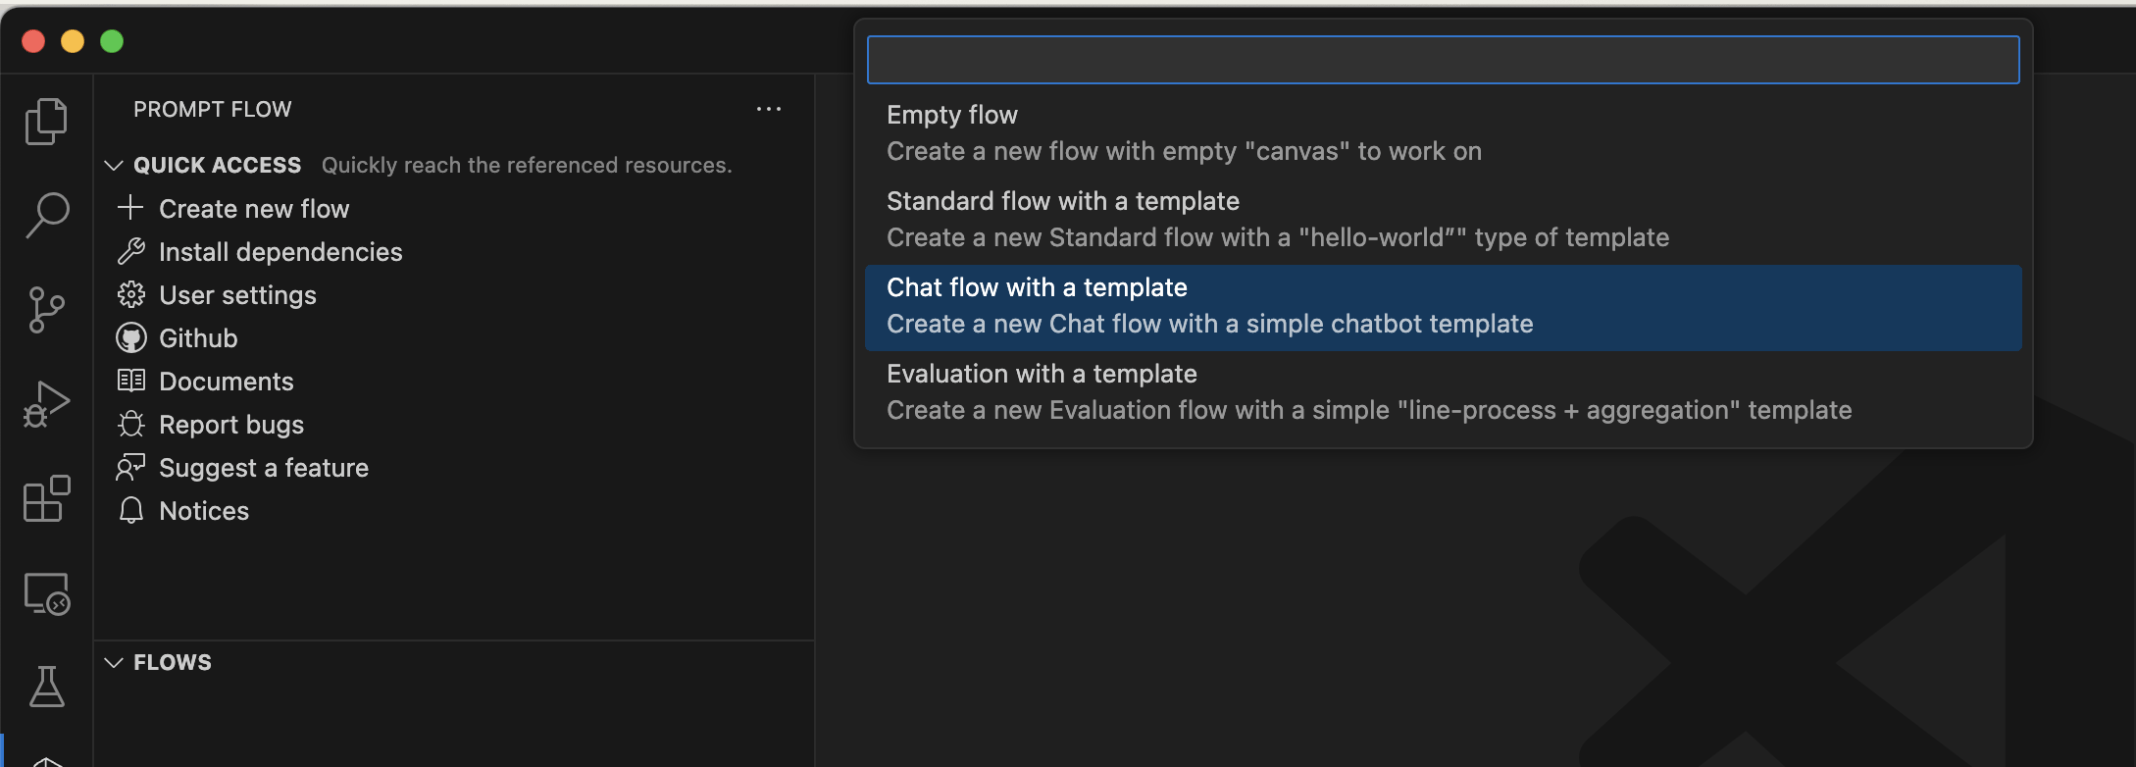 PROMPT FLOW
QUICK ACCESS Quickly reach the referenced resources.
Create new flow
Install dependencies
User settings
Github
Documents
Report bugs
Suggest a feature
Notices
FLOWS
Empty flow
Create a new flow with empty "canvas" to work on
Standard flow with a template
Create a new Standard flow with a "hello-world”" type of template
Chat flow with a template
Create a new Chat flow with a simple chatbot template
Evaluation with a template
Create a new Evaluation flow with a simple "line-process + aggregation" template